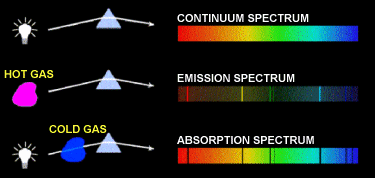 CONTINUUM SPECTRUM
HOT GAS
EMISSION SPECTRUM
COLD GAS
ABSORPTION SPECTRUM